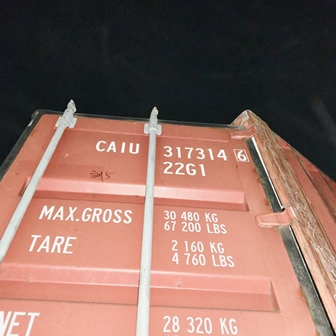 CAIU 317314 6
22G1
MAX.GROSS 30 480 KG
67 200 LBS
TARE 2 160 KG
4 760 LBS
NET 28 320 KG